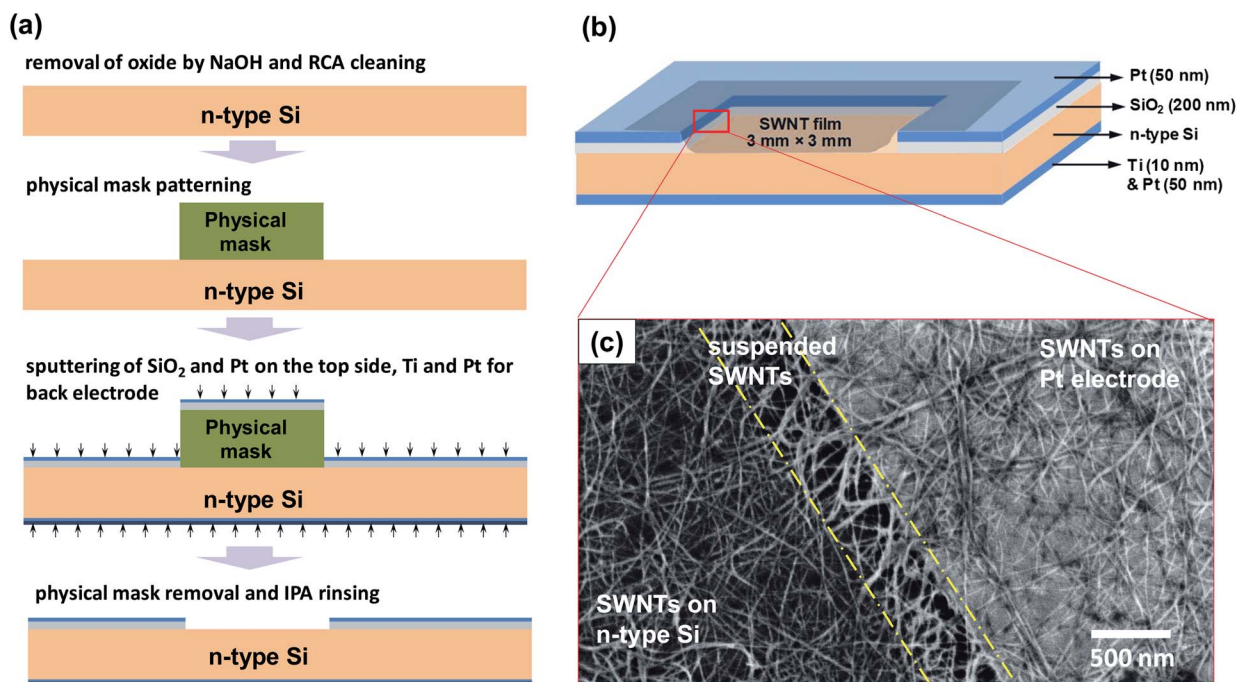 (a)
removal of oxide by NaOH and RCA cleaning
n-type Si
physical mask patterning
Physical
mask
n-type Si
sputtering of SiO₂ and Pt on the top side, Ti and Pt for
back electrode
Physical
mask
n-type Si
physical mask removal and IPA rinsing
n-type Si
(b)
SWNT film
3 mm × 3 mm
Pt (50 nm)
SiO₂ (200 nm)
n-type Si
Ti (10 nm)
& Pt (50 nm)
(c)
suspended
SWNTs
SWNTs on
Pt electrode
SWNTs on
n-type Si
500 nm